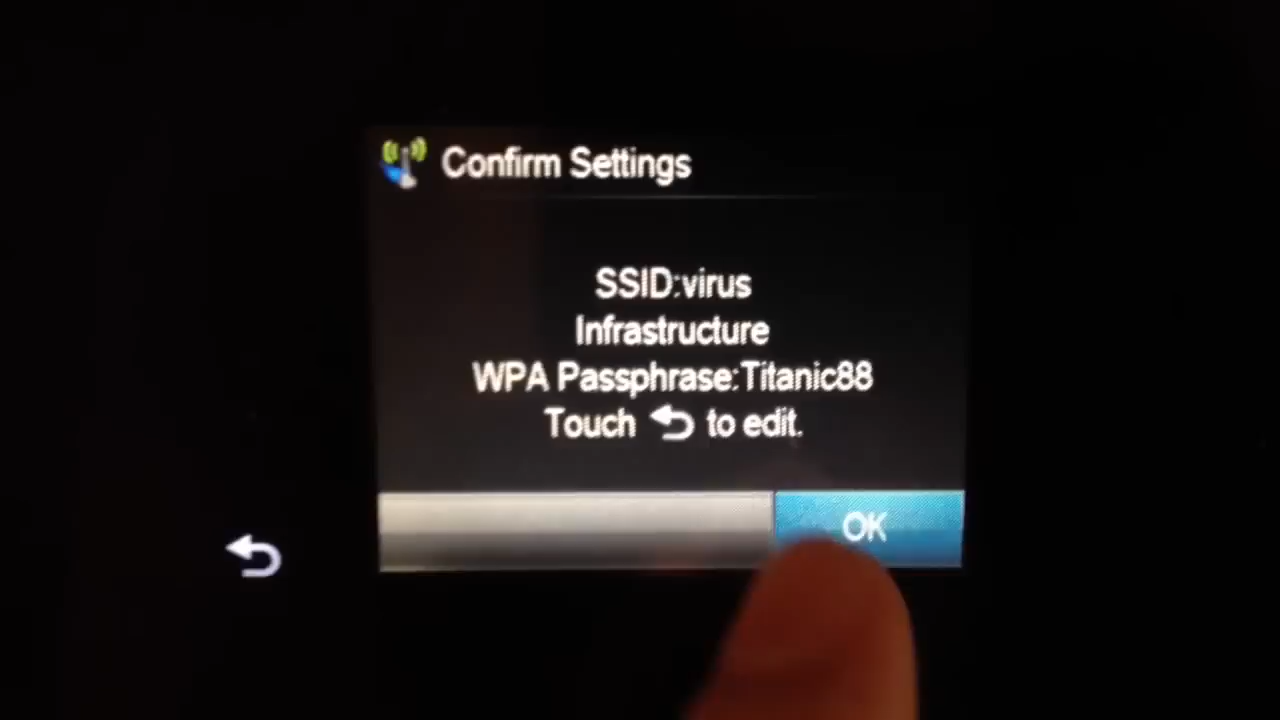 Confirm Settings
SSID:virus
Infrastructure
WPA Passphrase:Titanic88
Touch to edit.
OK